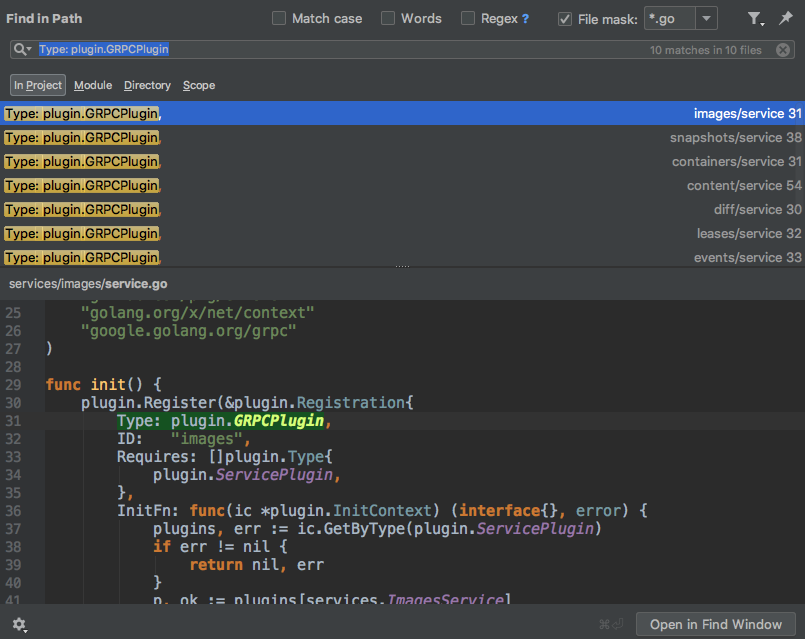 Find in Path
Match case
Words
Regex ?
File mask:
*.go
Type: plugin.GRPCPlugin
10 matches in 10 files
In Project
Module
Directory
Scope
Type: plugin.GRPCPlugin, images/service 31
Type: plugin.GRPCPlugin, snapshots/service 38
Type: plugin.GRPCPlugin, containers/service 31
Type: plugin.GRPCPlugin, content/service 54
Type: plugin.GRPCPlugin, diff/service 30
Type: plugin.GRPCPlugin, leases/service 32
Type: plugin.GRPCPlugin, events/service 33
services/images/service.go
25 "golang.org/x/net/context"
26 "google.golang.org/grpc"
27 )
28
29 func init() {
30 plugin.Register(&plugin.Registration{
31 Type: plugin.GRPCPlugin,
32 ID: "images",
33 Requires: []plugin.Type{
34 plugin.ServicePlugin,
35 },
36 InitFn: func(ic *plugin.InitContext) (interface{}, error) {
37 plugins, err := ic.GetByType(plugin.ServicePlugin)
38 if err != nil {
39 return nil, err
40 }
41 p, ok := plugins[services.ImagesService]
⌘⏎
Open in Find Window